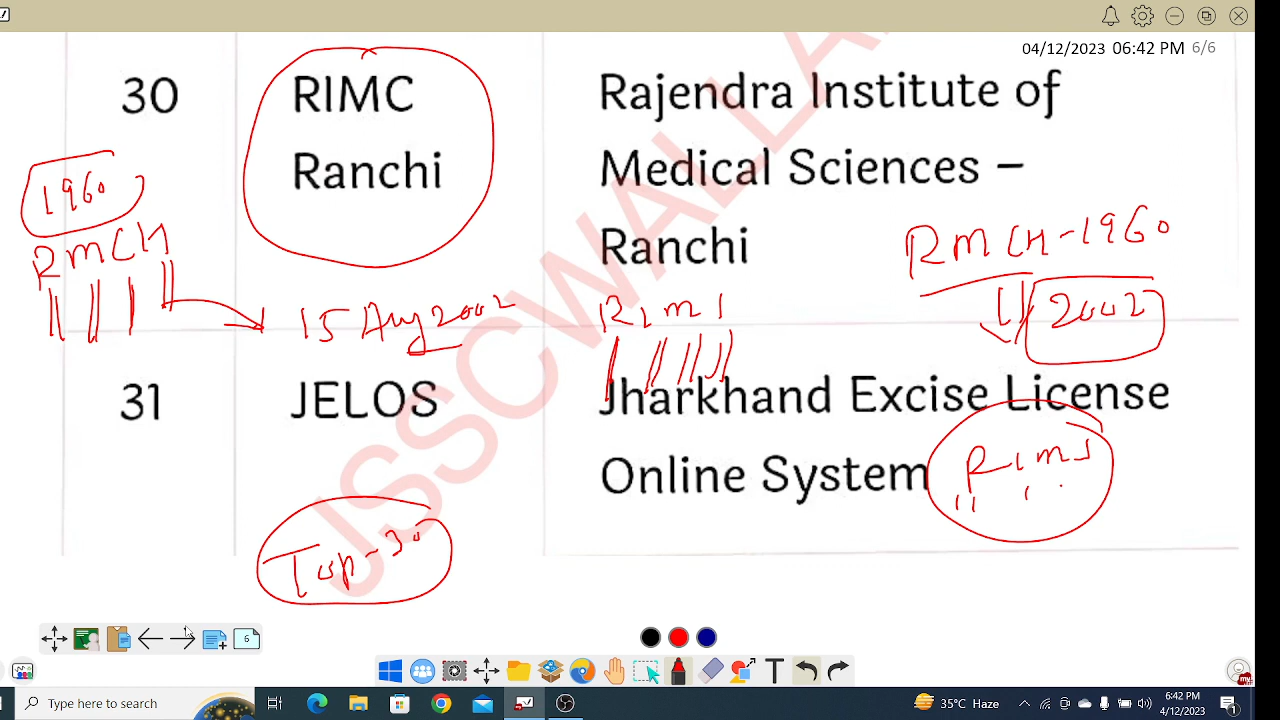 04/12/2023 06:42 PM 6/6
30
RIMC
Ranchi
Rajendra Institute of
Medical Sciences –
Ranchi
1960
RMCH
15 Aug 2002
RIMS
RMCH-1960
2002
31
JELOS
Jharkhand Excise License
Online System
RIMS
Top-30
JSSCWALLA
6
T
Type here to search
35°C Haze
6:42 PM
4/12/2023